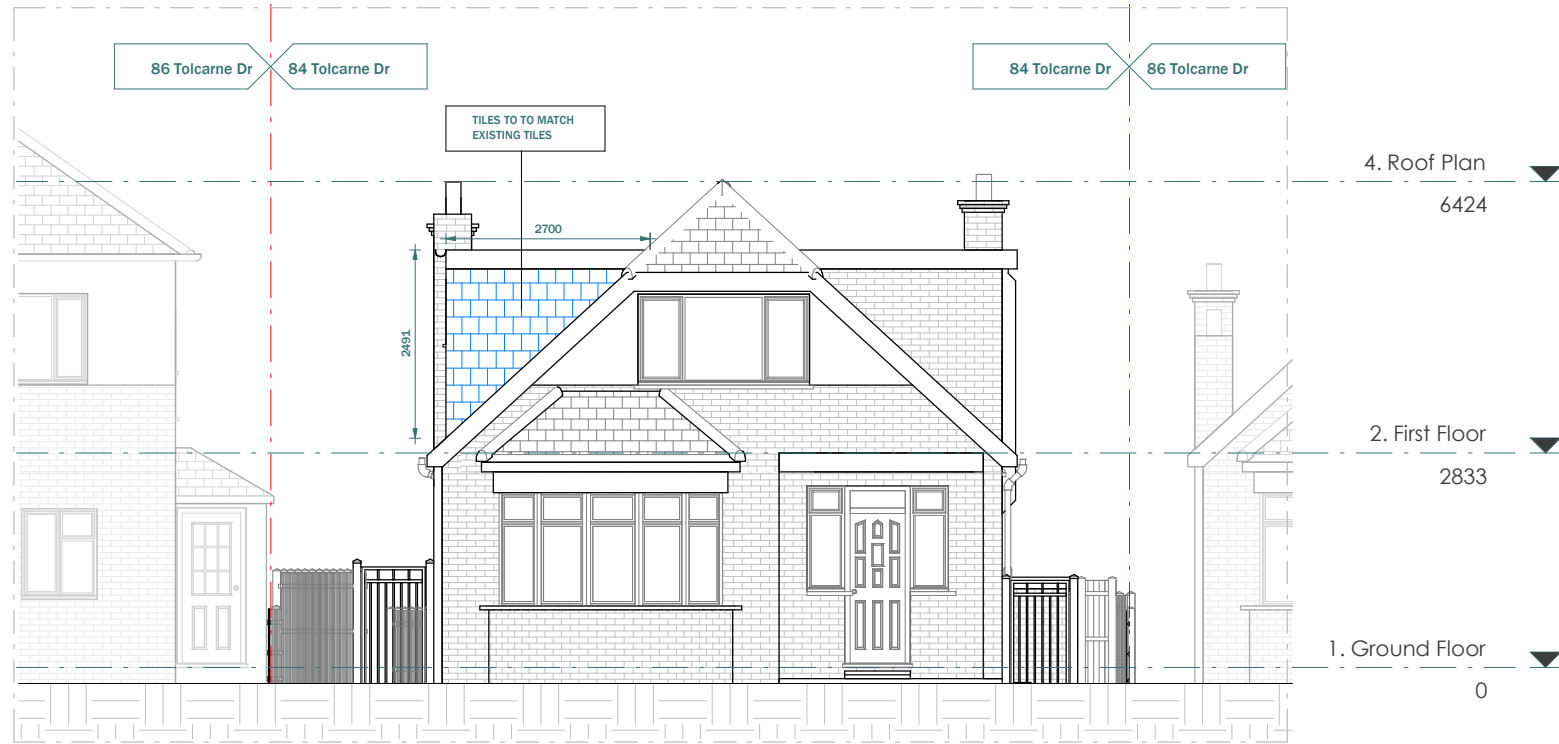 86 Tolcarne Dr
84 Tolcarne Dr
84 Tolcarne Dr
86 Tolcarne Dr
TILES TO TO MATCH
EXISTING TILES
4. Roof Plan
6424
2700
2491
2. First Floor
2833
1. Ground Floor
0